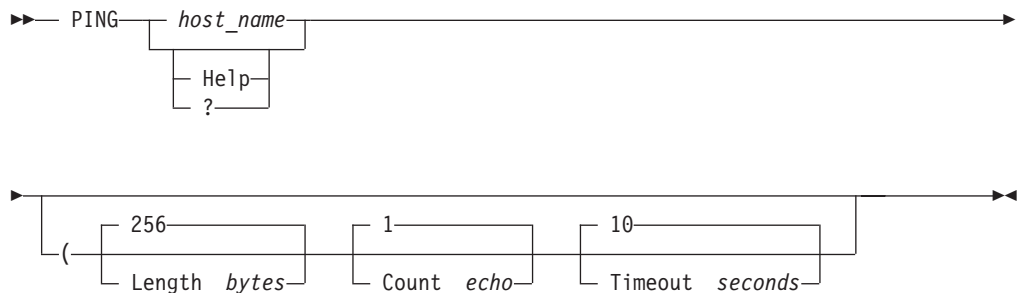 PING host_name
Help
?
256 1 10
( Length bytes Count echo Timeout seconds